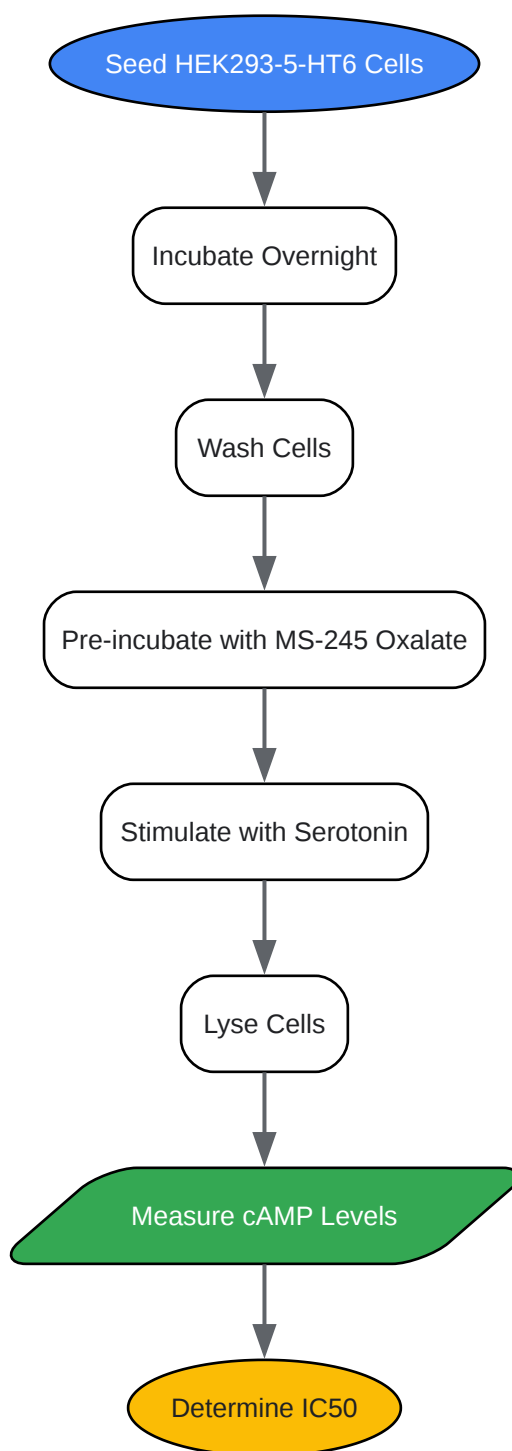 Seed HEK293-5-HT6 Cells
Incubate Overnight
Wash Cells
Pre-incubate with MS-245 Oxalate
Stimulate with Serotonin
Lyse Cells
Measure cAMP Levels
Determine IC50